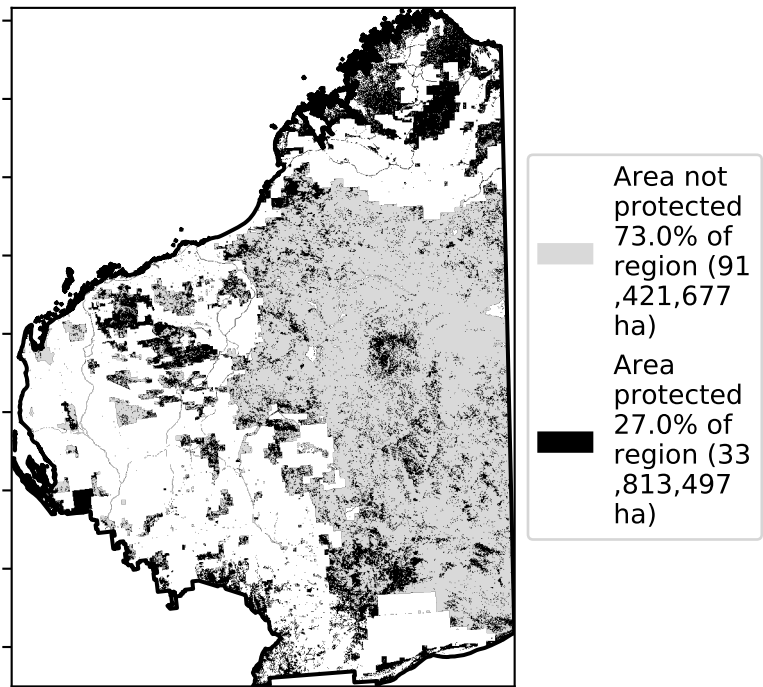 Area not
protected
73.0% of
region (91
,421,677
ha)
Area
protected
27.0% of
region (33
,813,497
ha)